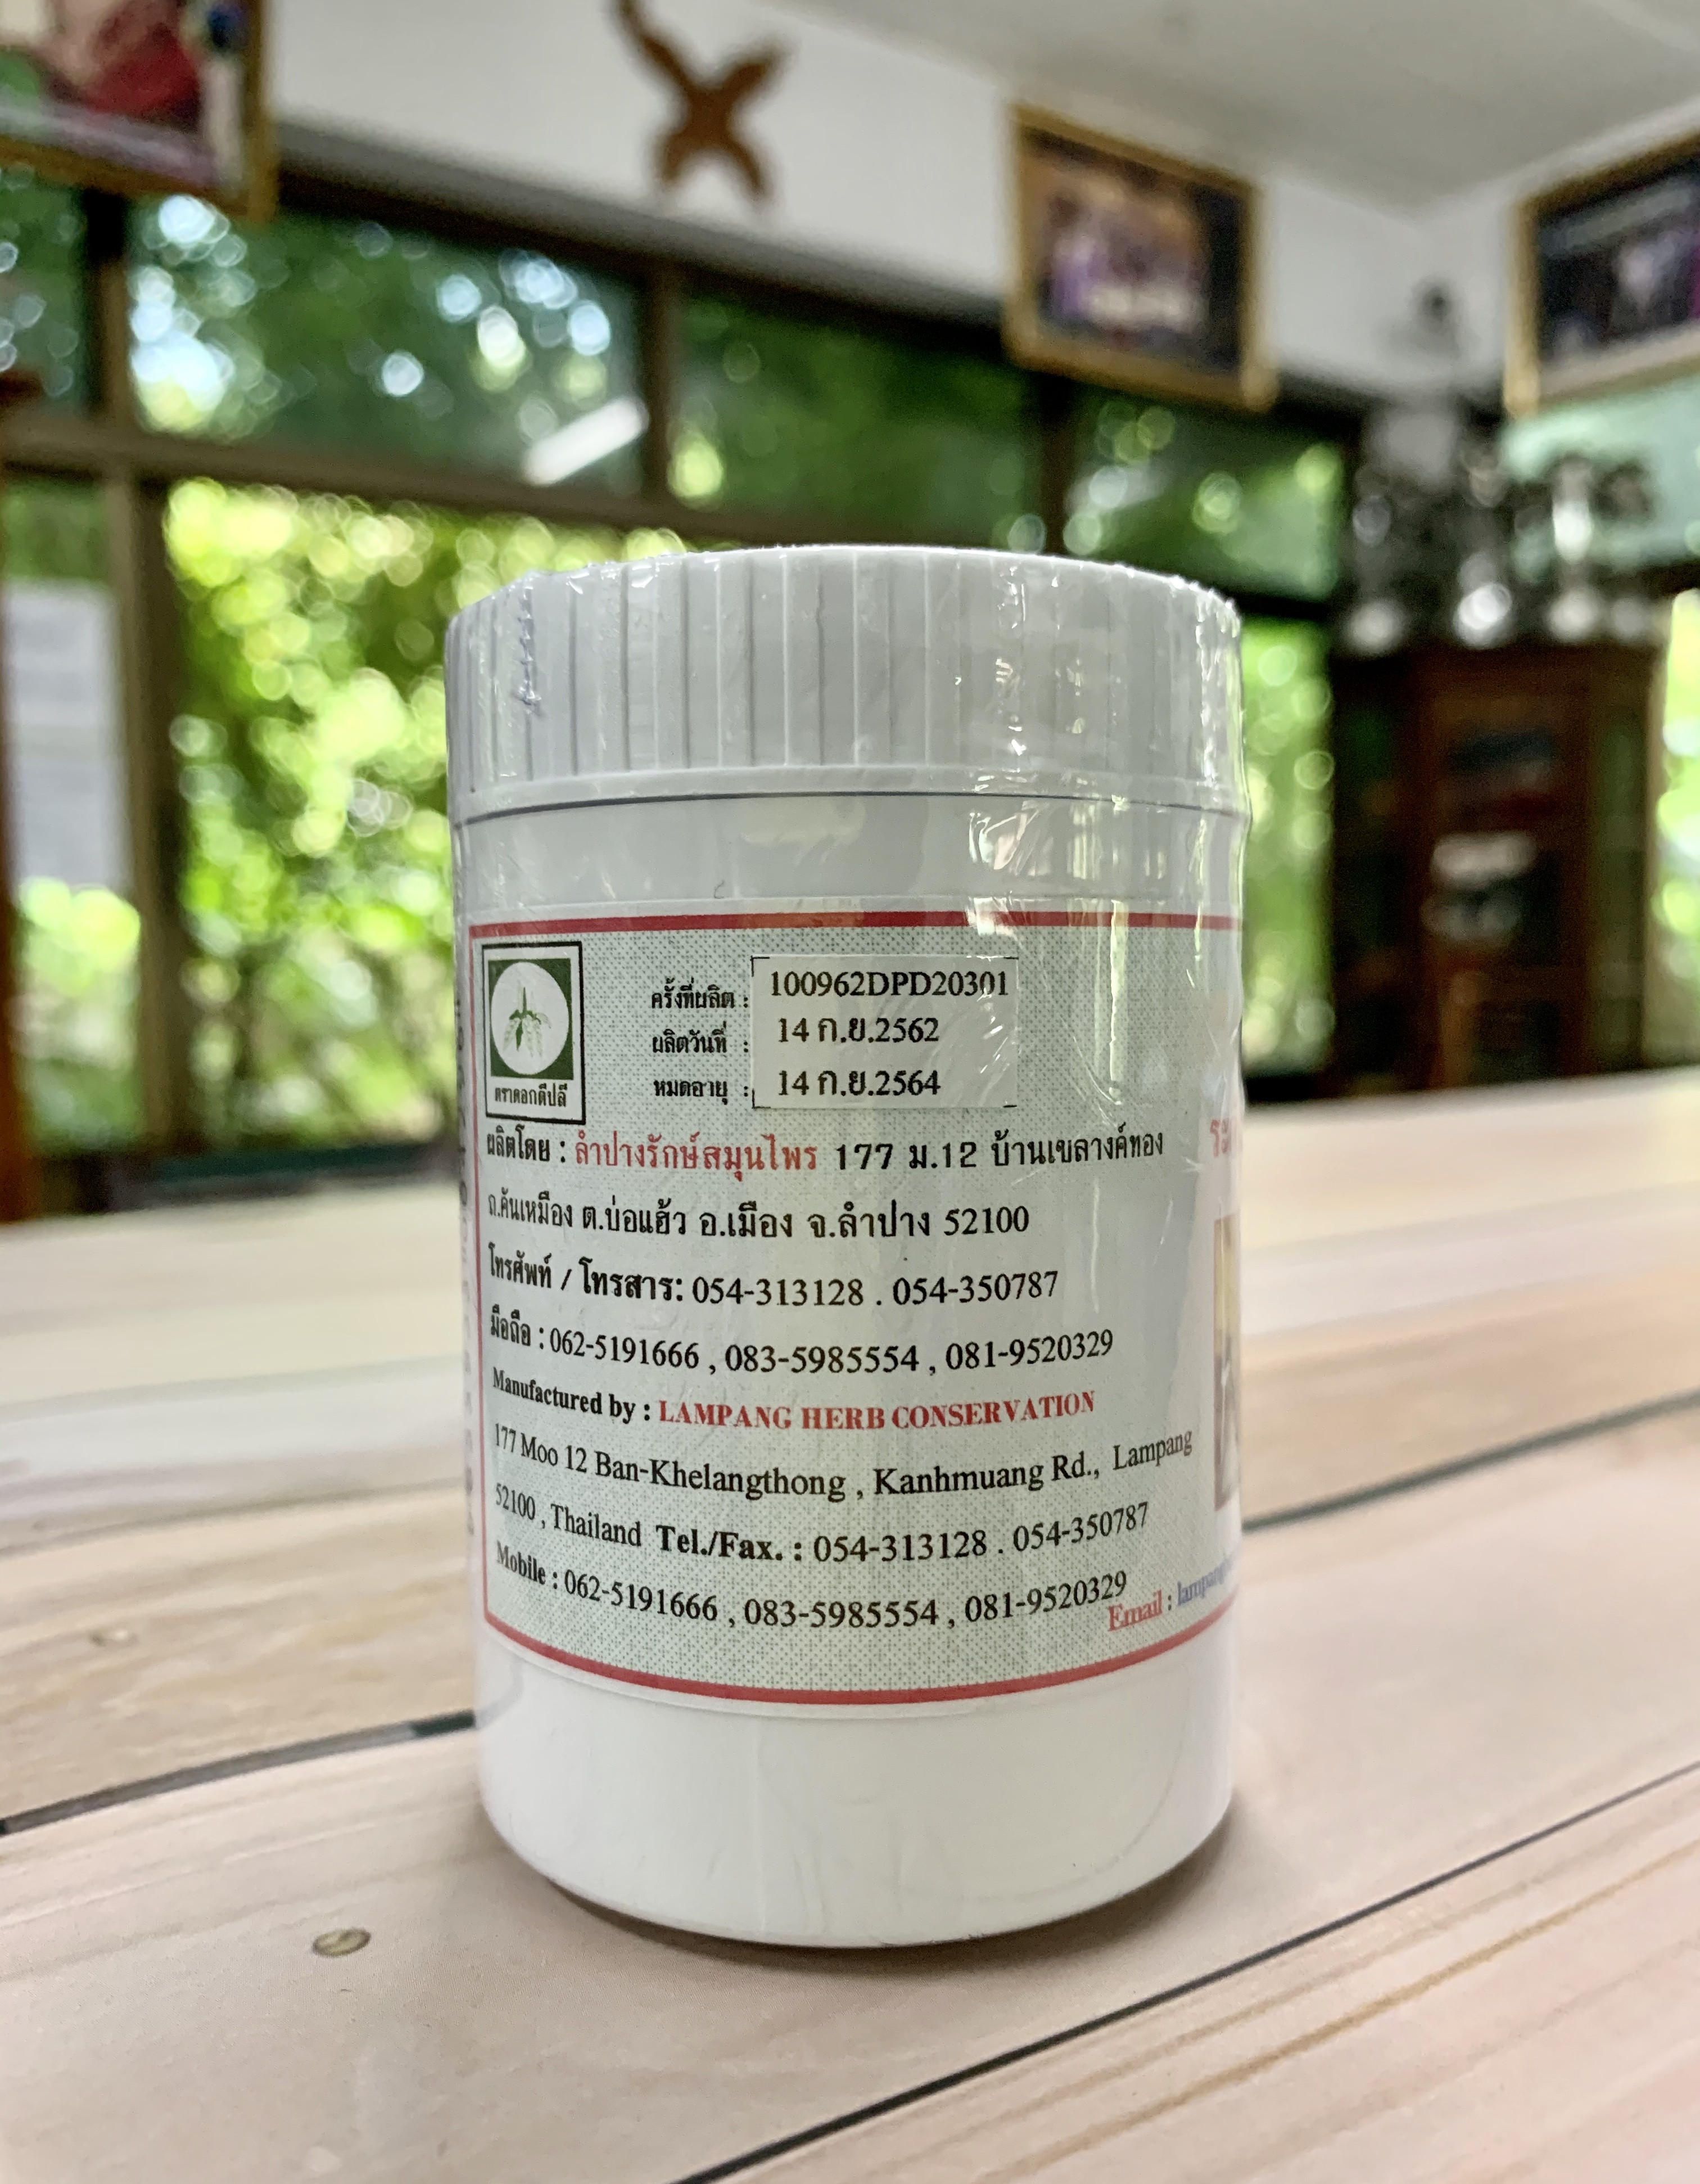 ตราดอกดีปลี
ครั้งที่ผลิต : 100962DPD20301
ผลิตวันที่ : 14 ก.ย.2562
หมดอายุ : 14 ก.ย.2564
ผลิตโดย : ลำปางรักษ์สมุนไพร 177 ม.12 บ้านเขลางค์ทอง
ถ.คันเหมือง ต.บ่อแฮ้ว อ.เมือง จ.ลำปาง 52100
โทรศัพท์ / โทรสาร: 054-313128 . 054-350787
มือถือ : 062-5191666 , 083-5985554 , 081-9520329
Manufactured by : LAMPANG HERB CONSERVATION
177 Moo 12 Ban-Khelangthong , Kanhmuang Rd., Lampang
52100 , Thailand Tel./Fax. : 054-313128 . 054-350787
Mobile : 062-5191666 , 083-5985554 , 081-9520329
Email :